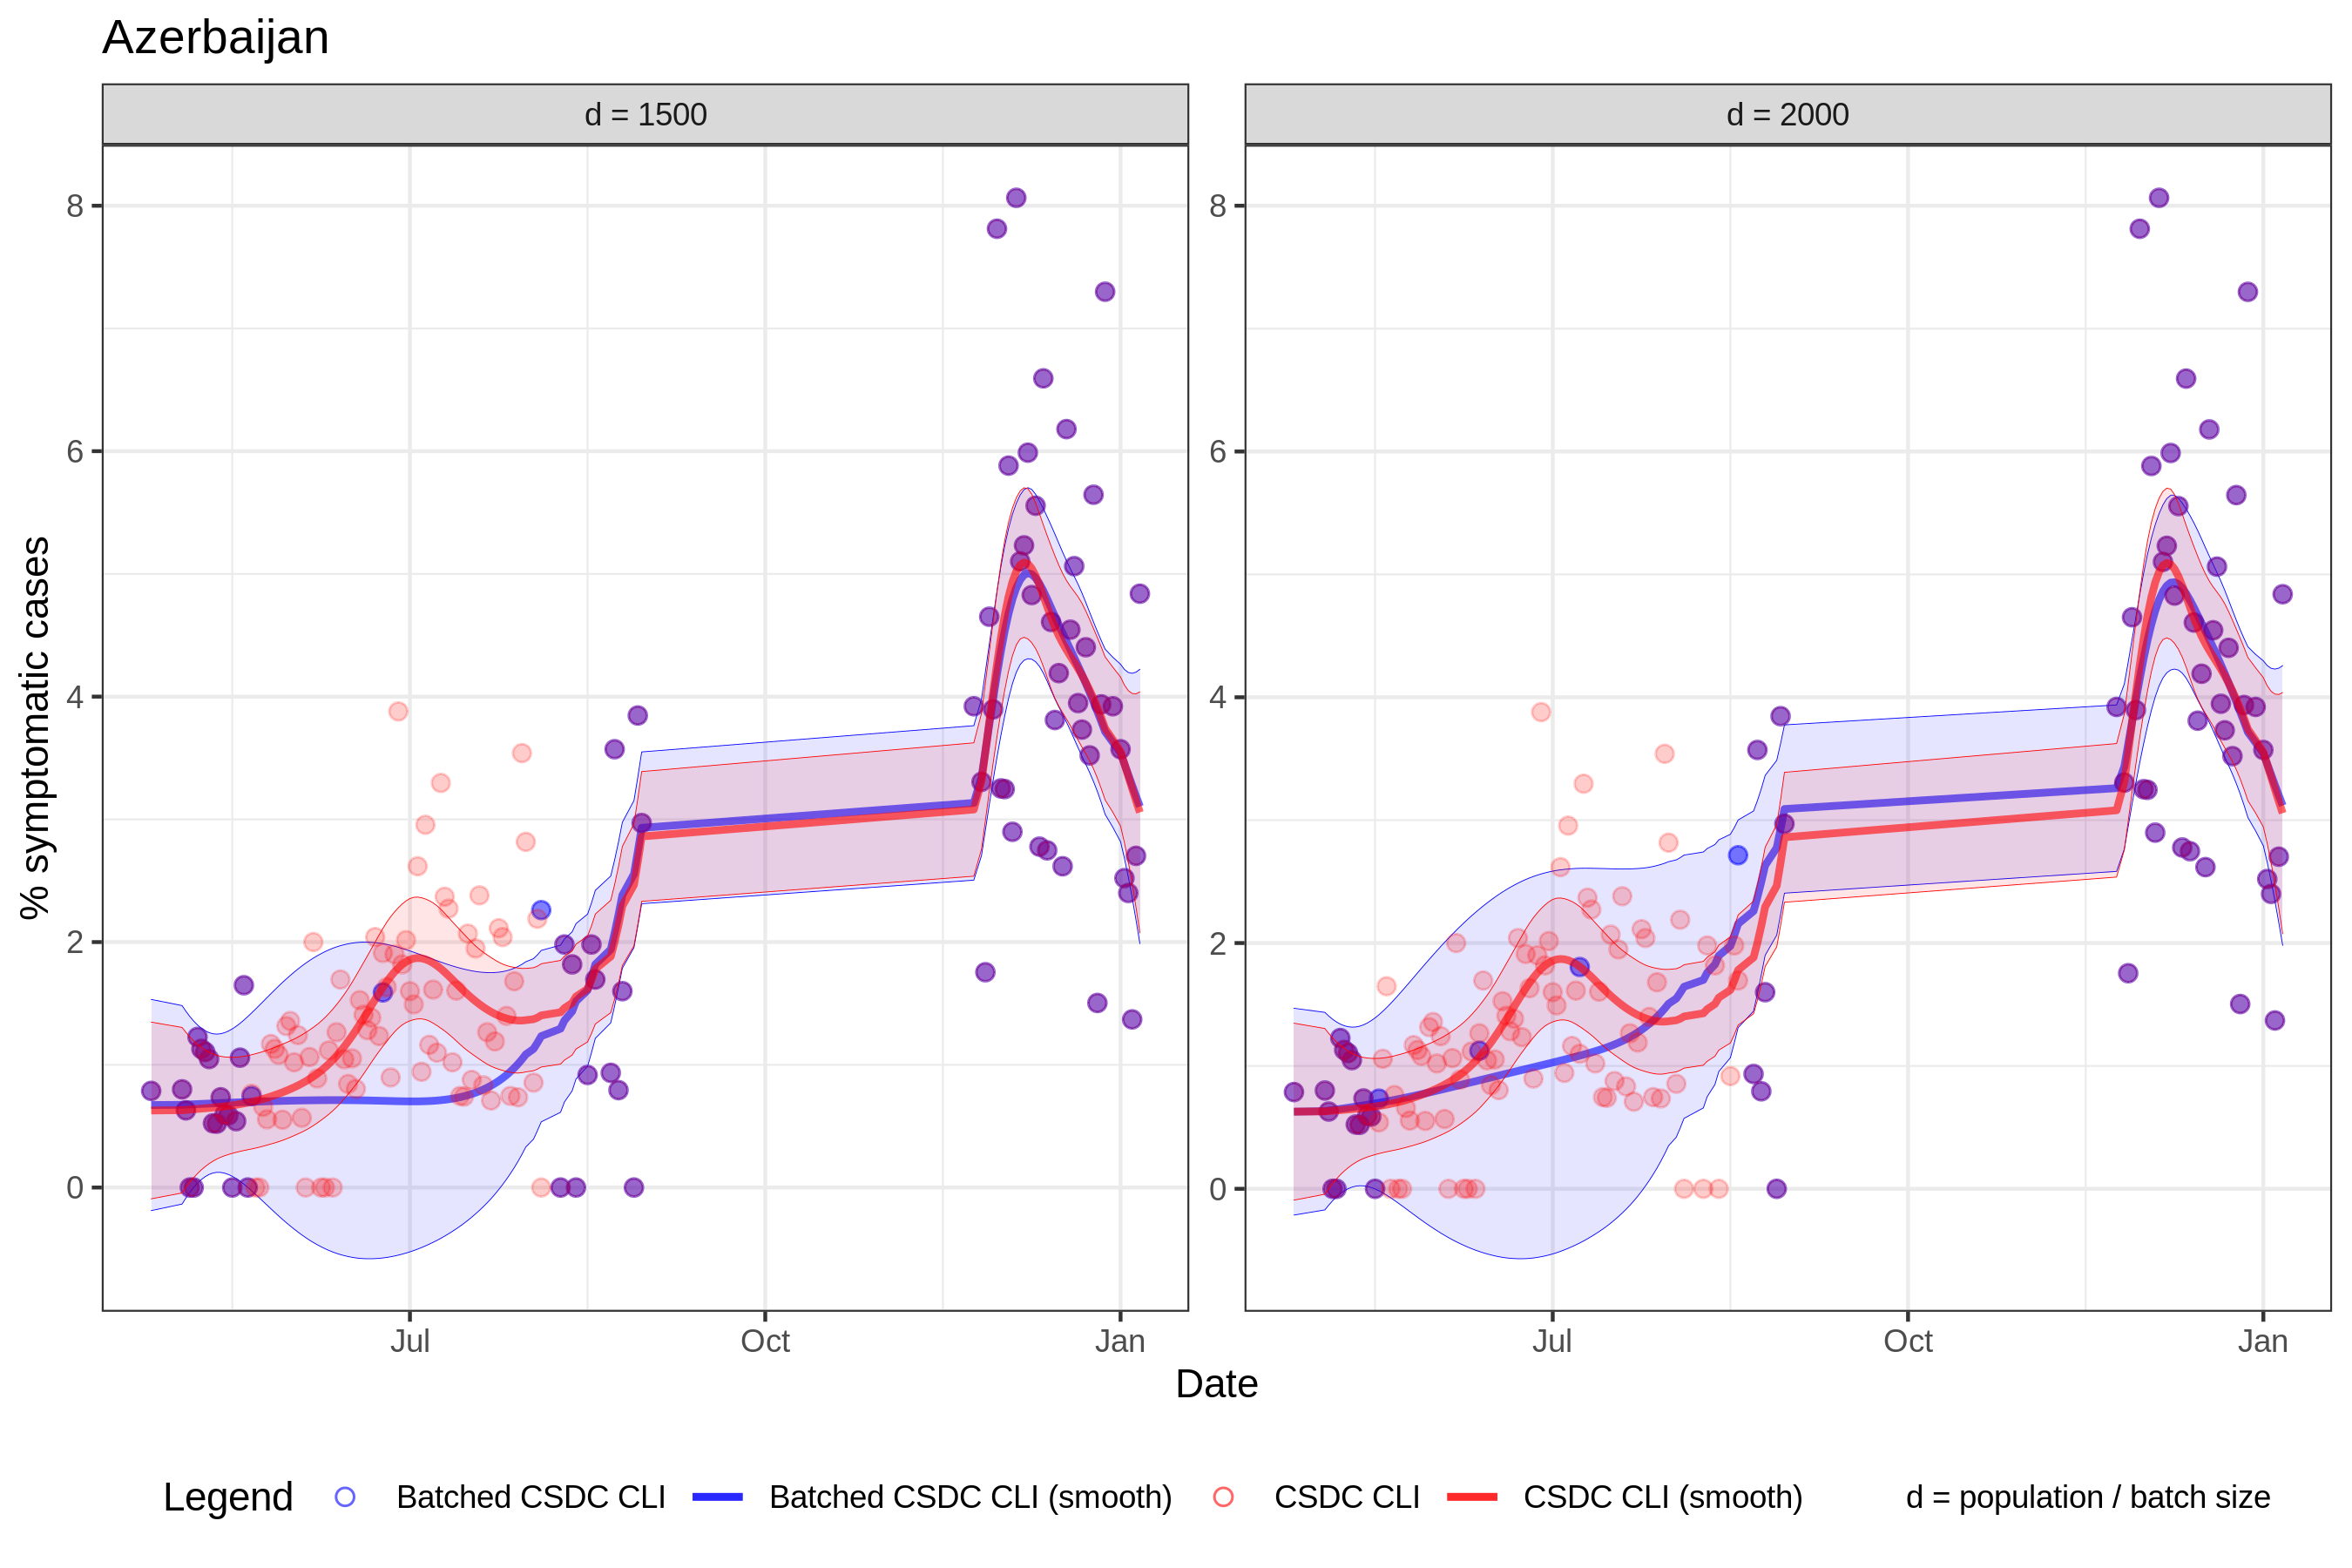 Azerbaijan
d = 1500
d = 2000
% symptomatic cases
8
6
4
2
0
8
6
4
2
0
Jul
Oct
Jan
Jul
Oct
Jan
Date
Legend
Batched CSDC CLI
Batched CSDC CLI (smooth)
CSDC CLI
CSDC CLI (smooth)
d = population / batch size